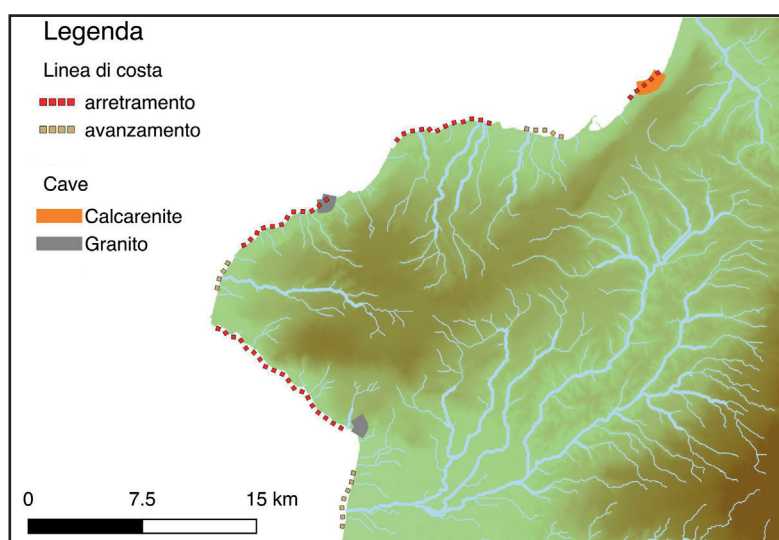 Legenda
Linea di costa
arretramento
avanzamento
Cave
Calcarenite
Granito
0 7.5 15 km